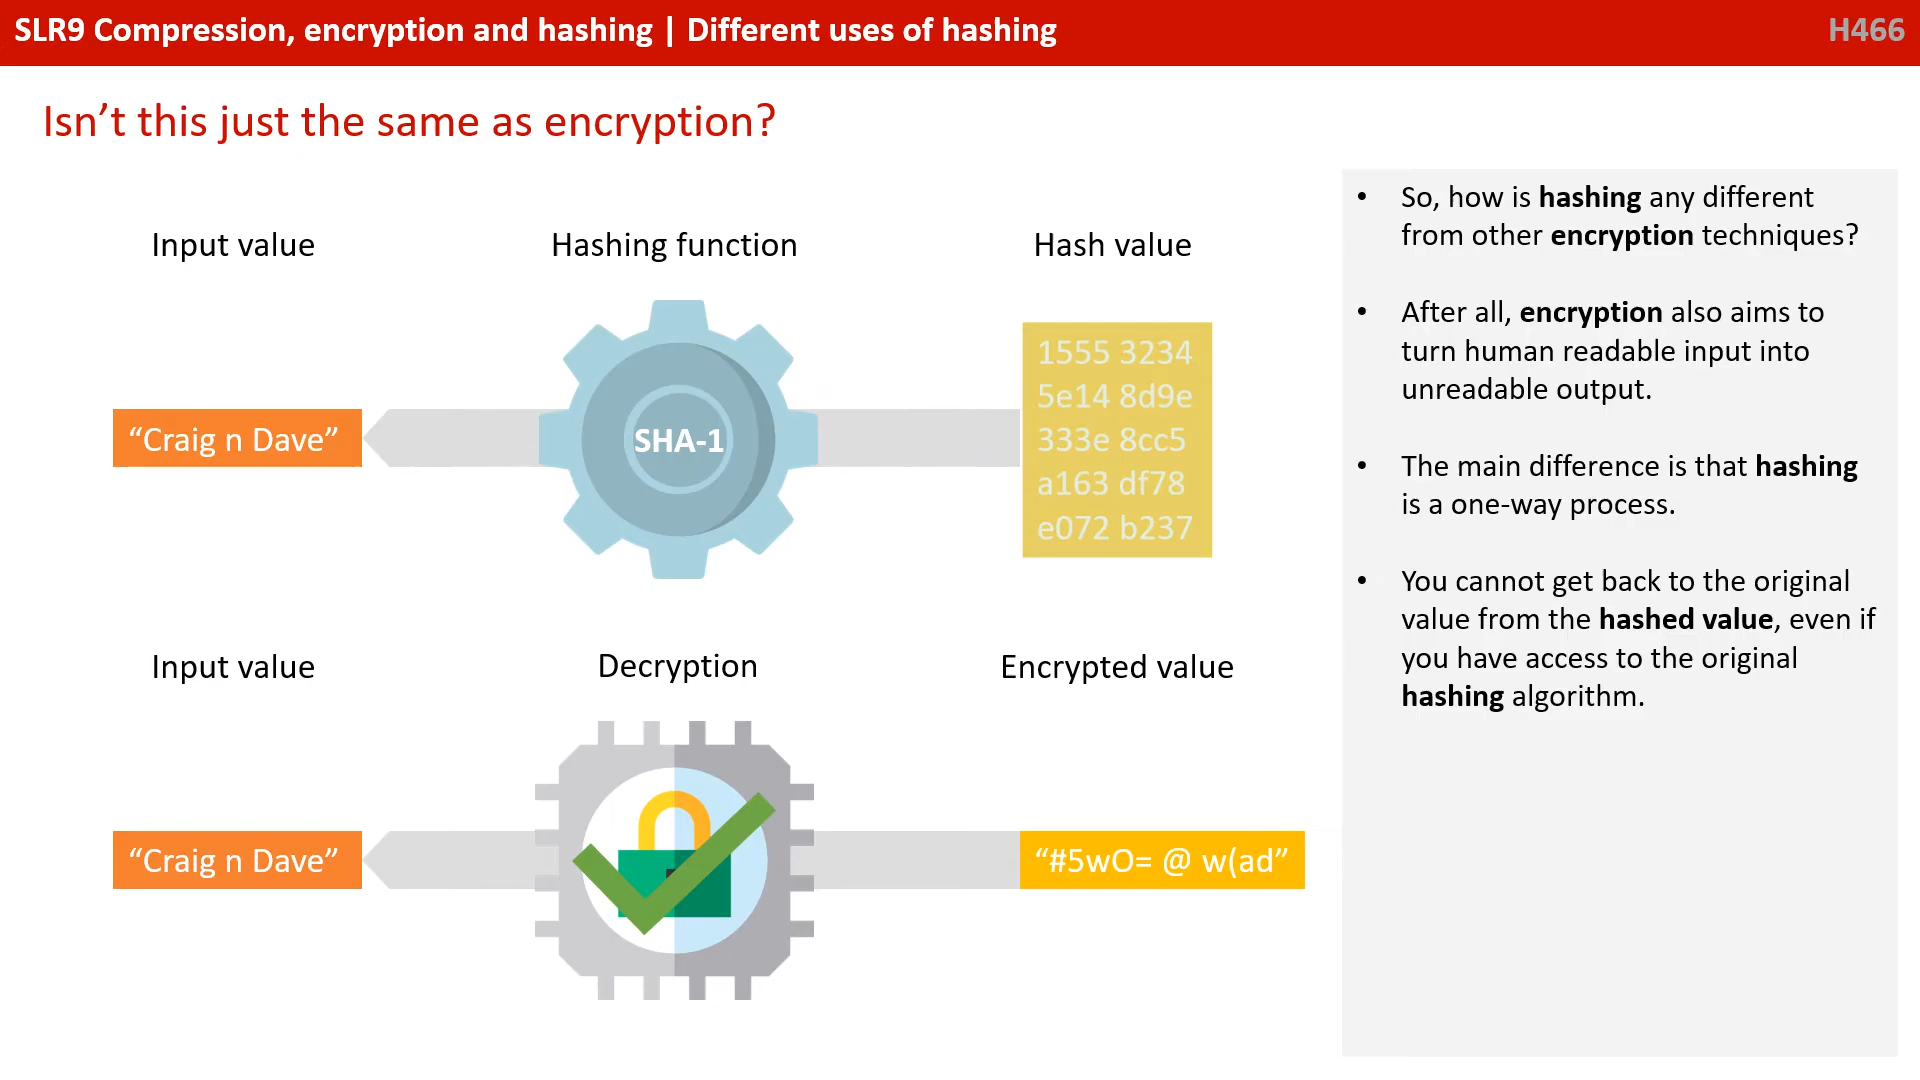 SLR9 Compression, encryption and hashing | Different uses of hashing
H466
Isn’t this just the same as encryption?
Input value
Hashing function
Hash value
“Craig n Dave”
SHA-1
1555 3234
5e14 8d9e
333e 8cc5
a163 df78
e072 b237
Input value
Decryption
Encrypted value
“Craig n Dave”
“#5wO= @ w(ad”
• So, how is hashing any different
from other encryption techniques?
• After all, encryption also aims to
turn human readable input into
unreadable output.
• The main difference is that hashing
is a one-way process.
• You cannot get back to the original
value from the hashed value, even if
you have access to the original
hashing algorithm.